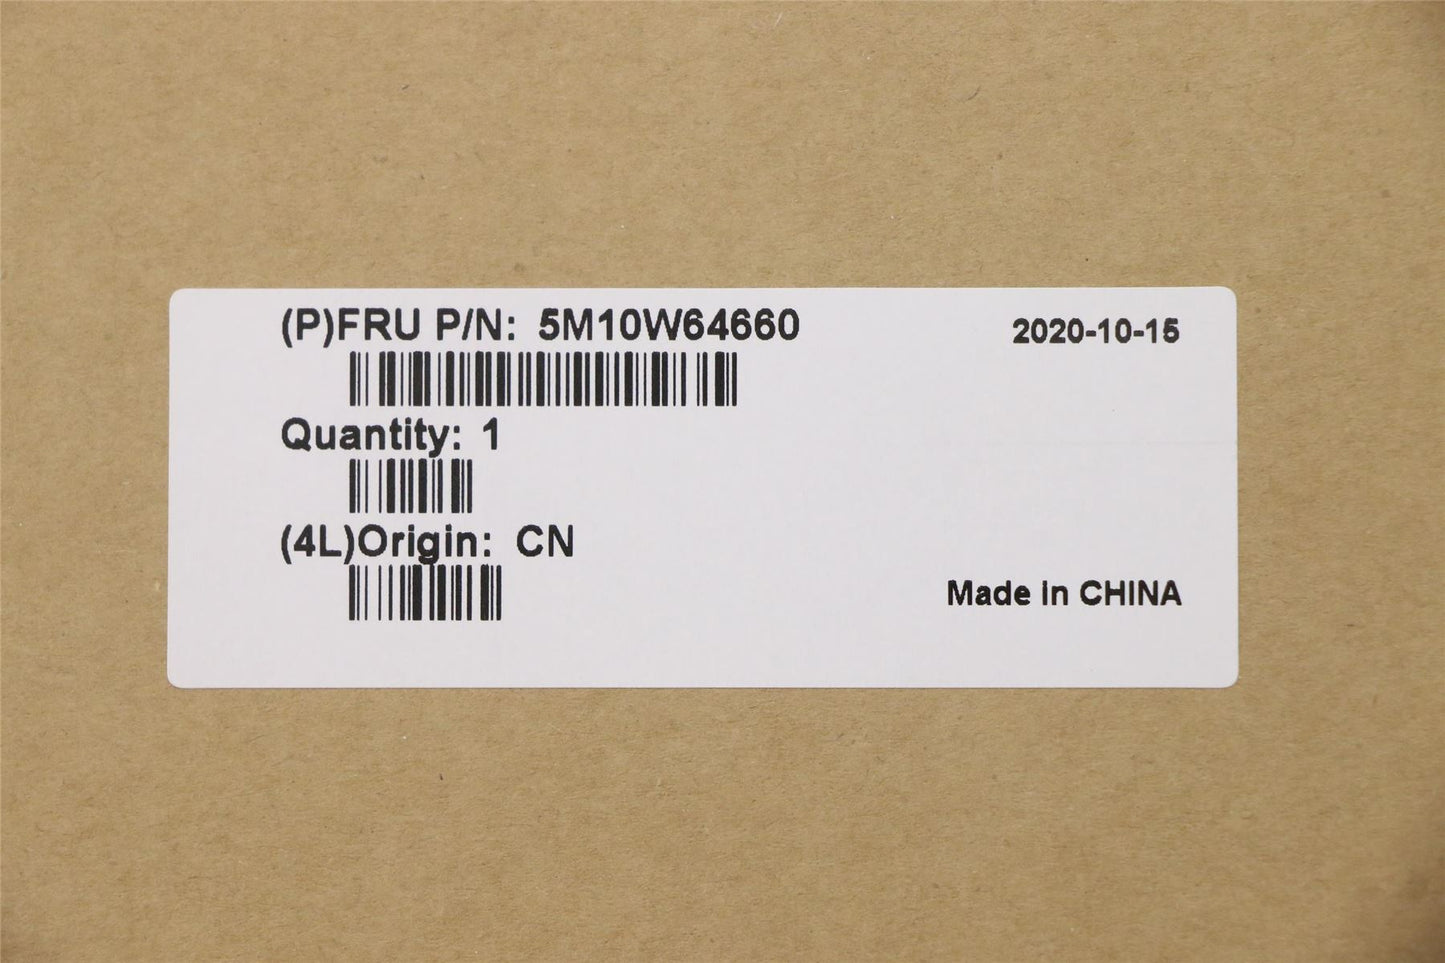 (P)FRU P/N: 5M10W64660
2020-10-15
Quantity: 1
(4L)Origin: CN
Made in CHINA